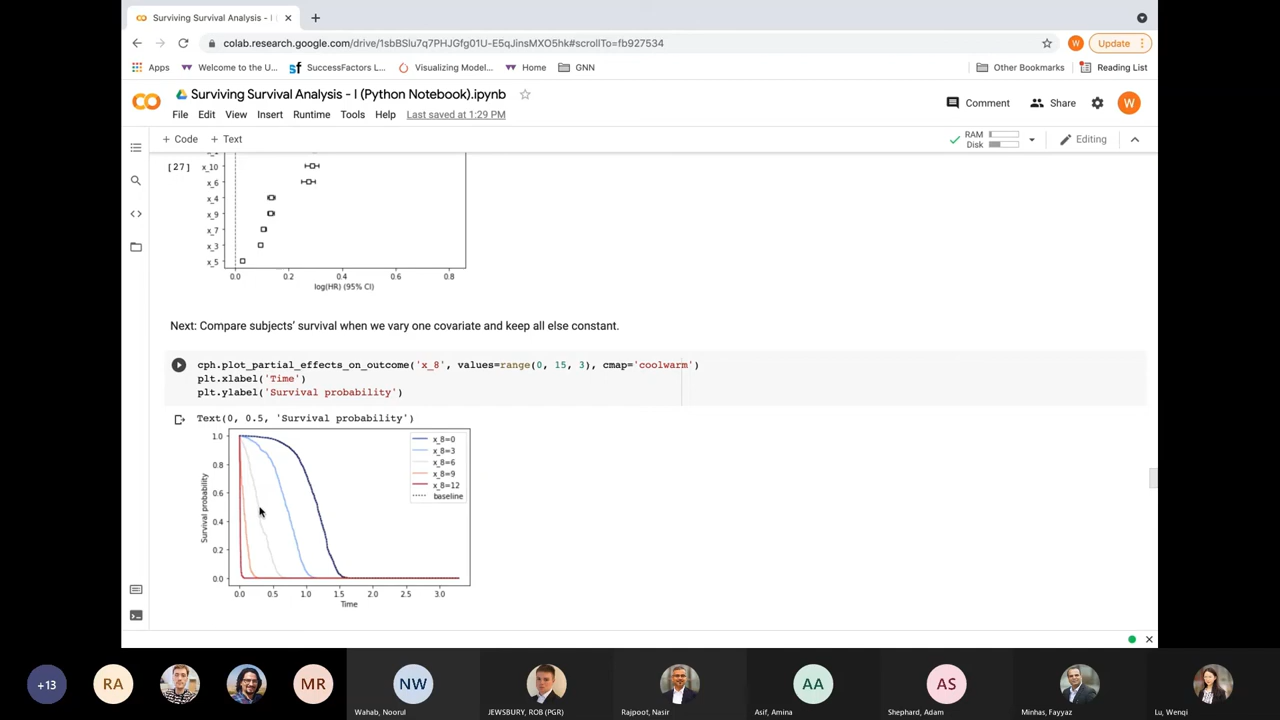 Surviving Survival Analysis - I
colab.research.google.com/drive/1sbBSlu7q7PHJGfg01U-E5qJinsMXO5hk#scrollTo=fb927534
W
Update
Apps
Welcome to the U...
SuccessFactors L...
Visualizing Model...
Home
GNN
Other Bookmarks
Reading List
Surviving Survival Analysis - I (Python Notebook).ipynb
File Edit View Insert Runtime Tools Help Last saved at 1:29 PM
Comment
Share
W
+ Code + Text
RAM
Disk
Editing
[27]
x_10
x_6
x_4
x_9
x_7
x_3
x_5
0.0 0.2 0.4 0.6 0.8
log(HR) (95% CI)
Next: Compare subjects' survival when we vary one covariate and keep all else constant.
cph.plot_partial_effects_on_outcome('x_8', values=range(0, 15, 3), cmap='coolwarm')
plt.xlabel('Time')
plt.ylabel('Survival probability')
Text(0, 0.5, 'Survival probability')
1.0
0.8
0.6
0.4
0.2
0.0
Survival probability
x_8=0
x_8=3
x_8=6
x_8=9
x_8=12
baseline
0.0 0.5 1.0 1.5 2.0 2.5 3.0
Time
+13
RA
MR
NW
AA
AS
Wahab, Noorul
JEWSBURY, ROB (PGR)
Rajpoot, Nasir
Asif, Amina
Shephard, Adam
Minhas, Fayyaz
Lu, Wenqi